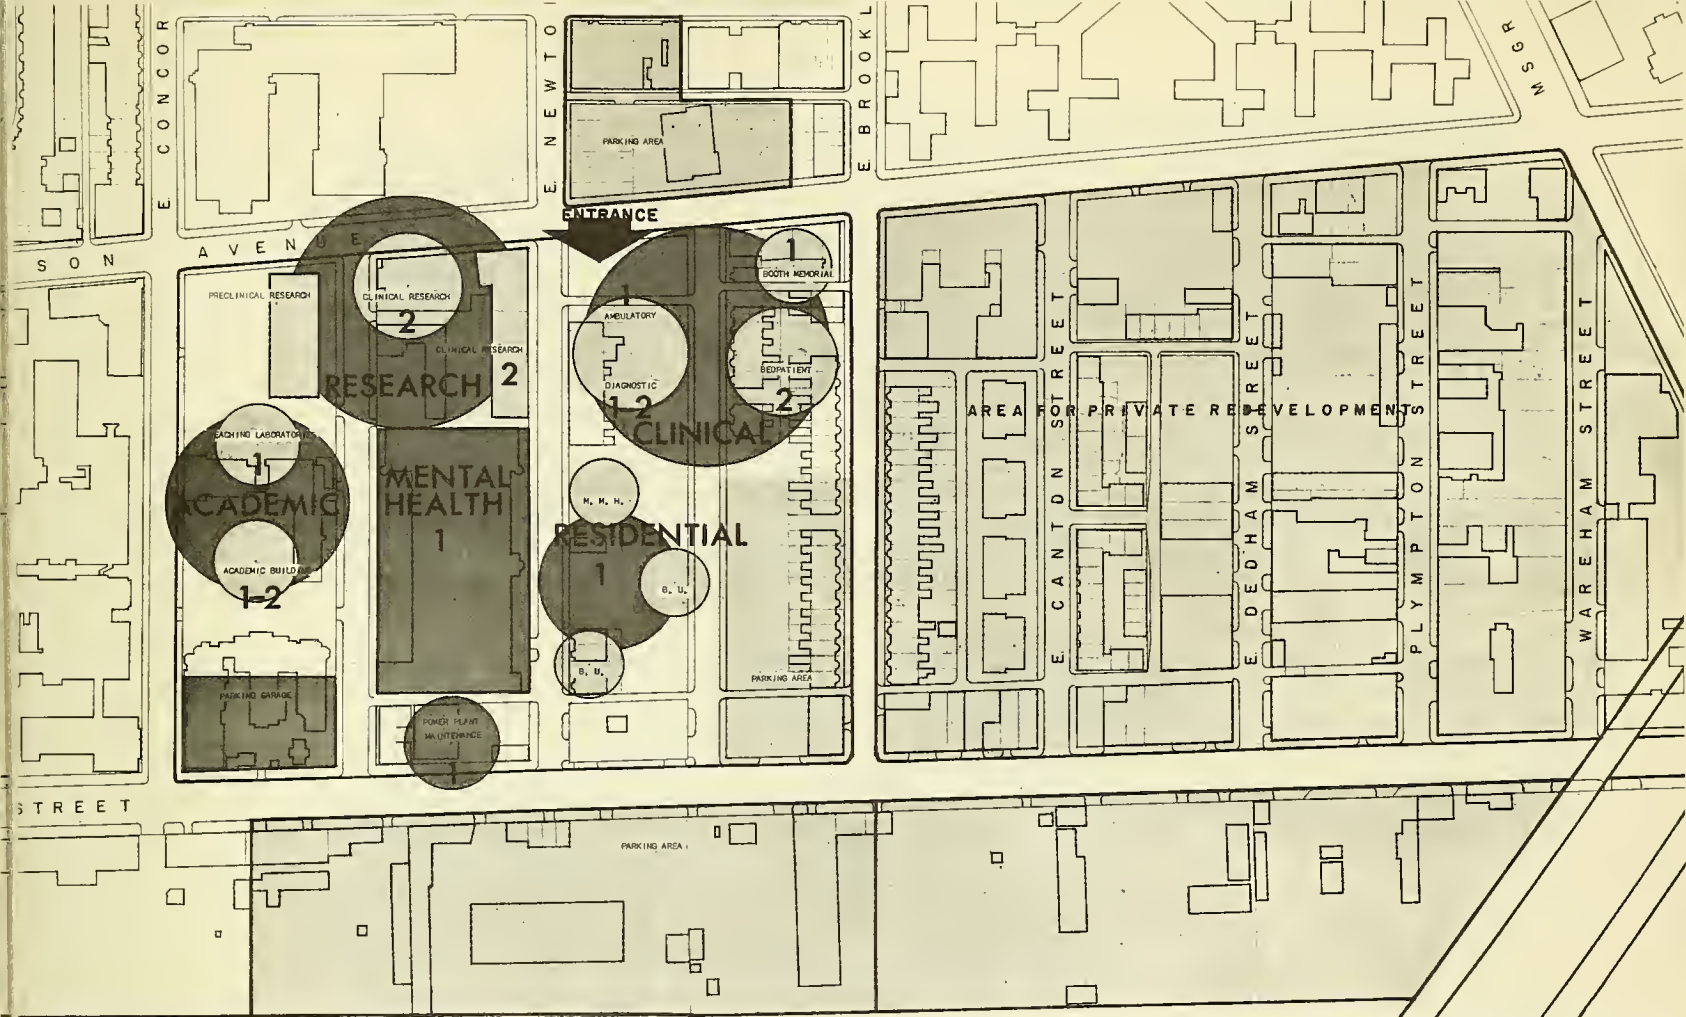 E. CONCOR
E. NEWTO
E. BROOKL
MSGR
PARKING AREA
ENTRANCE
SON AVENUE
1
BOOTH MEMORIAL
PRECLINICAL RESEARCH
CLINICAL RESEARCH
2
CLINICAL RESEARCH
2
RESEARCH
1
AMBULATORY
DIAGNOSTIC
1-2
BEDPATIENT
2
CLINICAL
AREA FOR PRIVATE REDEVELOPMENT
E. CANTON STREET
E. DEDHAM STREET
PLYMPTON STREET
WAREHAM STREET
EACHING LABORATOR
1
ACADEMIC
ACADEMIC BUILDING
1-2
MENTAL
HEALTH
1
M. M. H.
RESIDENTIAL
1
B. U.
B. U.
PARKING AREA
PARKING GARAGE
POWER PLANT
MAINTENANCE
1
STREET
PARKING AREA